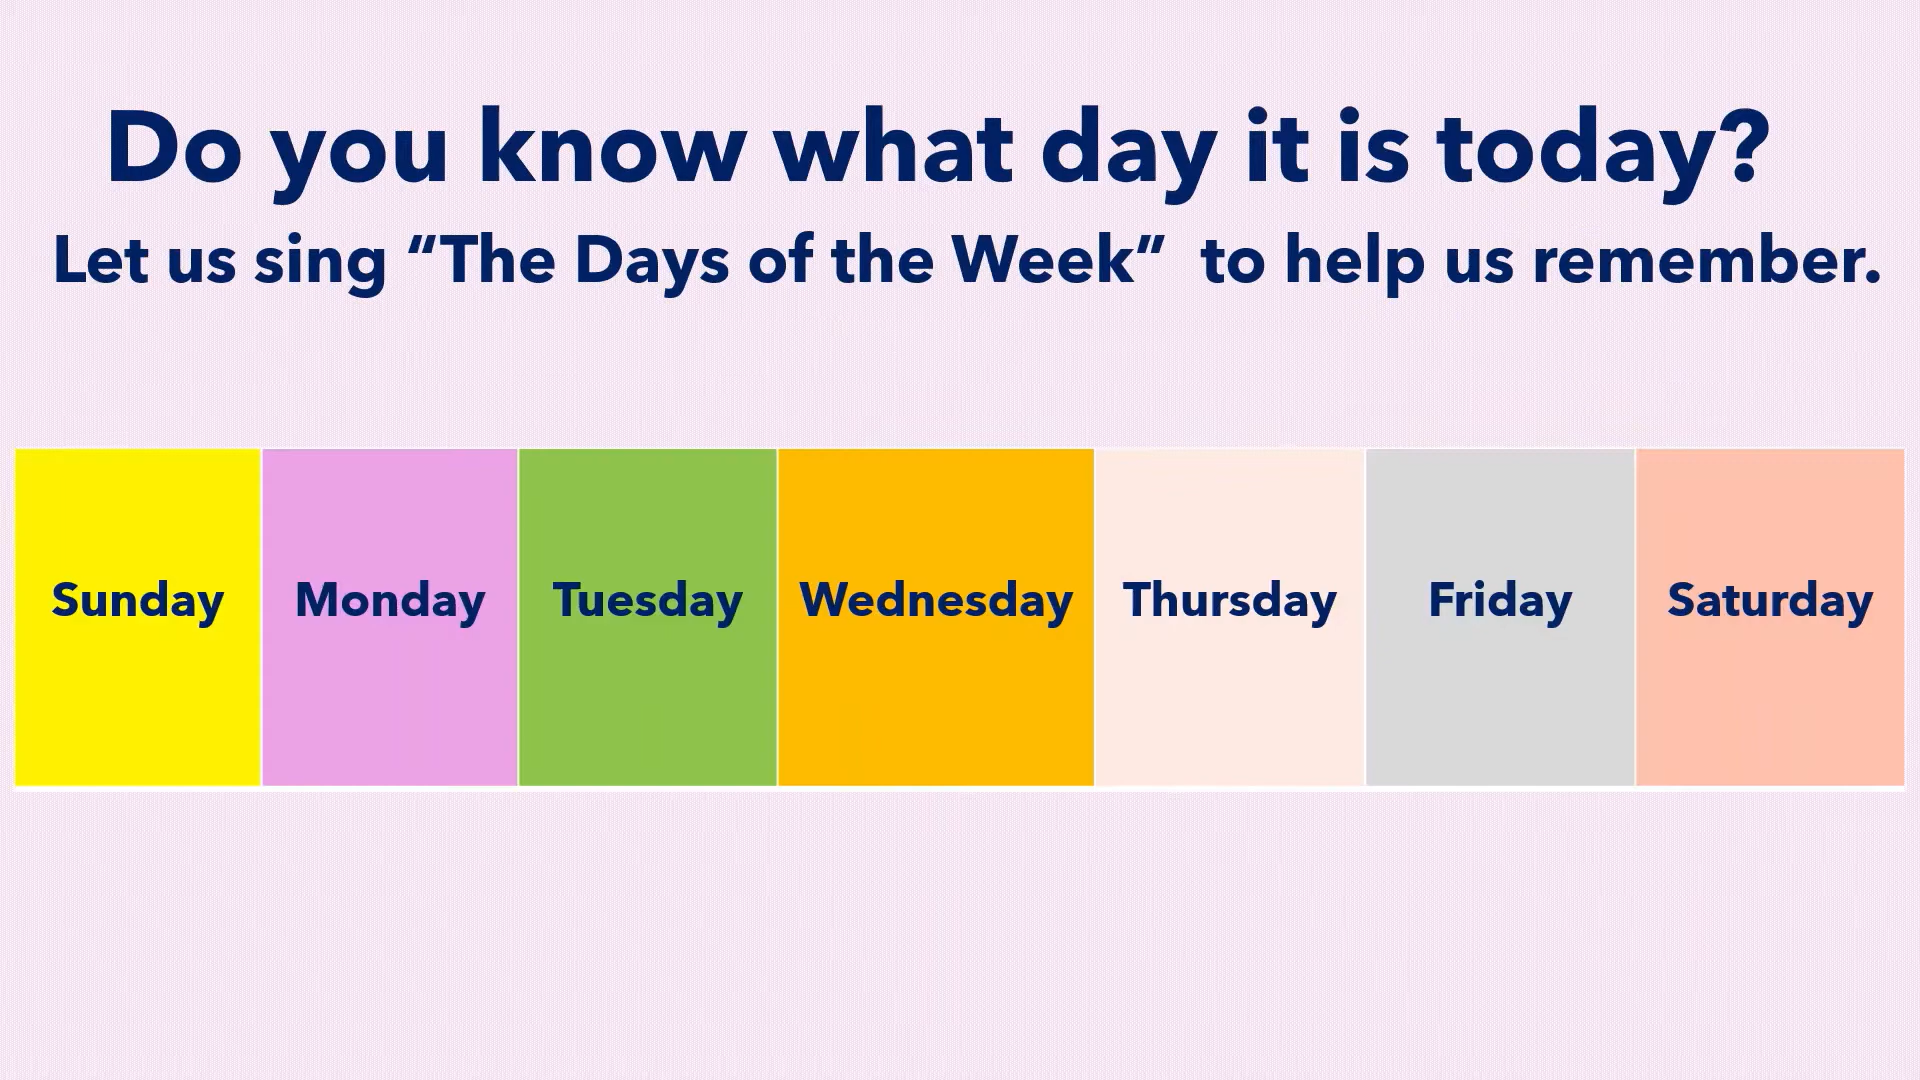 Do you know what day it is today?
Let us sing “The Days of the Week”  to help us remember.
Sunday Monday Tuesday Wednesday Thursday Friday Saturday